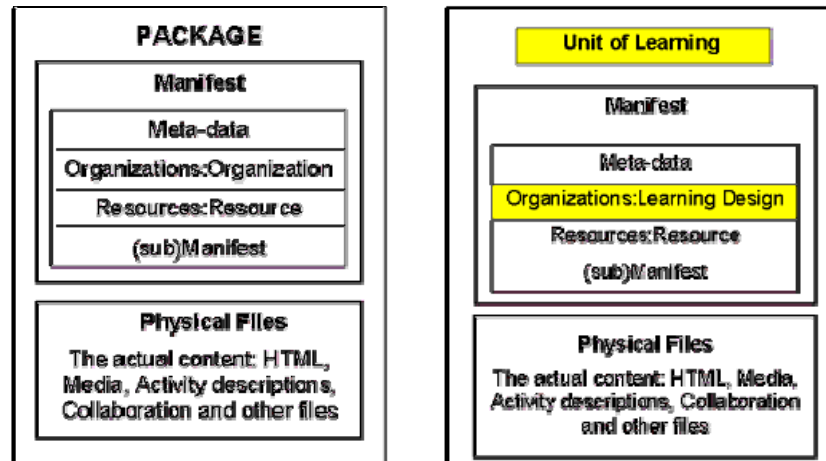 PACKAGE
Manifest
Meta-data
Organizations:Organization
Resources:Resource
(sub)Manifest
Physical Files
The actual content: HTML,
Media, Activity descriptions,
Collaboration and other files
Unit of Learning
Manifest
Meta-data
Organizations:Learning Design
Resources:Resource
(sub)Manifest
Physical Files
The actual content: HTML, Media,
Activity descriptions, Collaboration
and other files